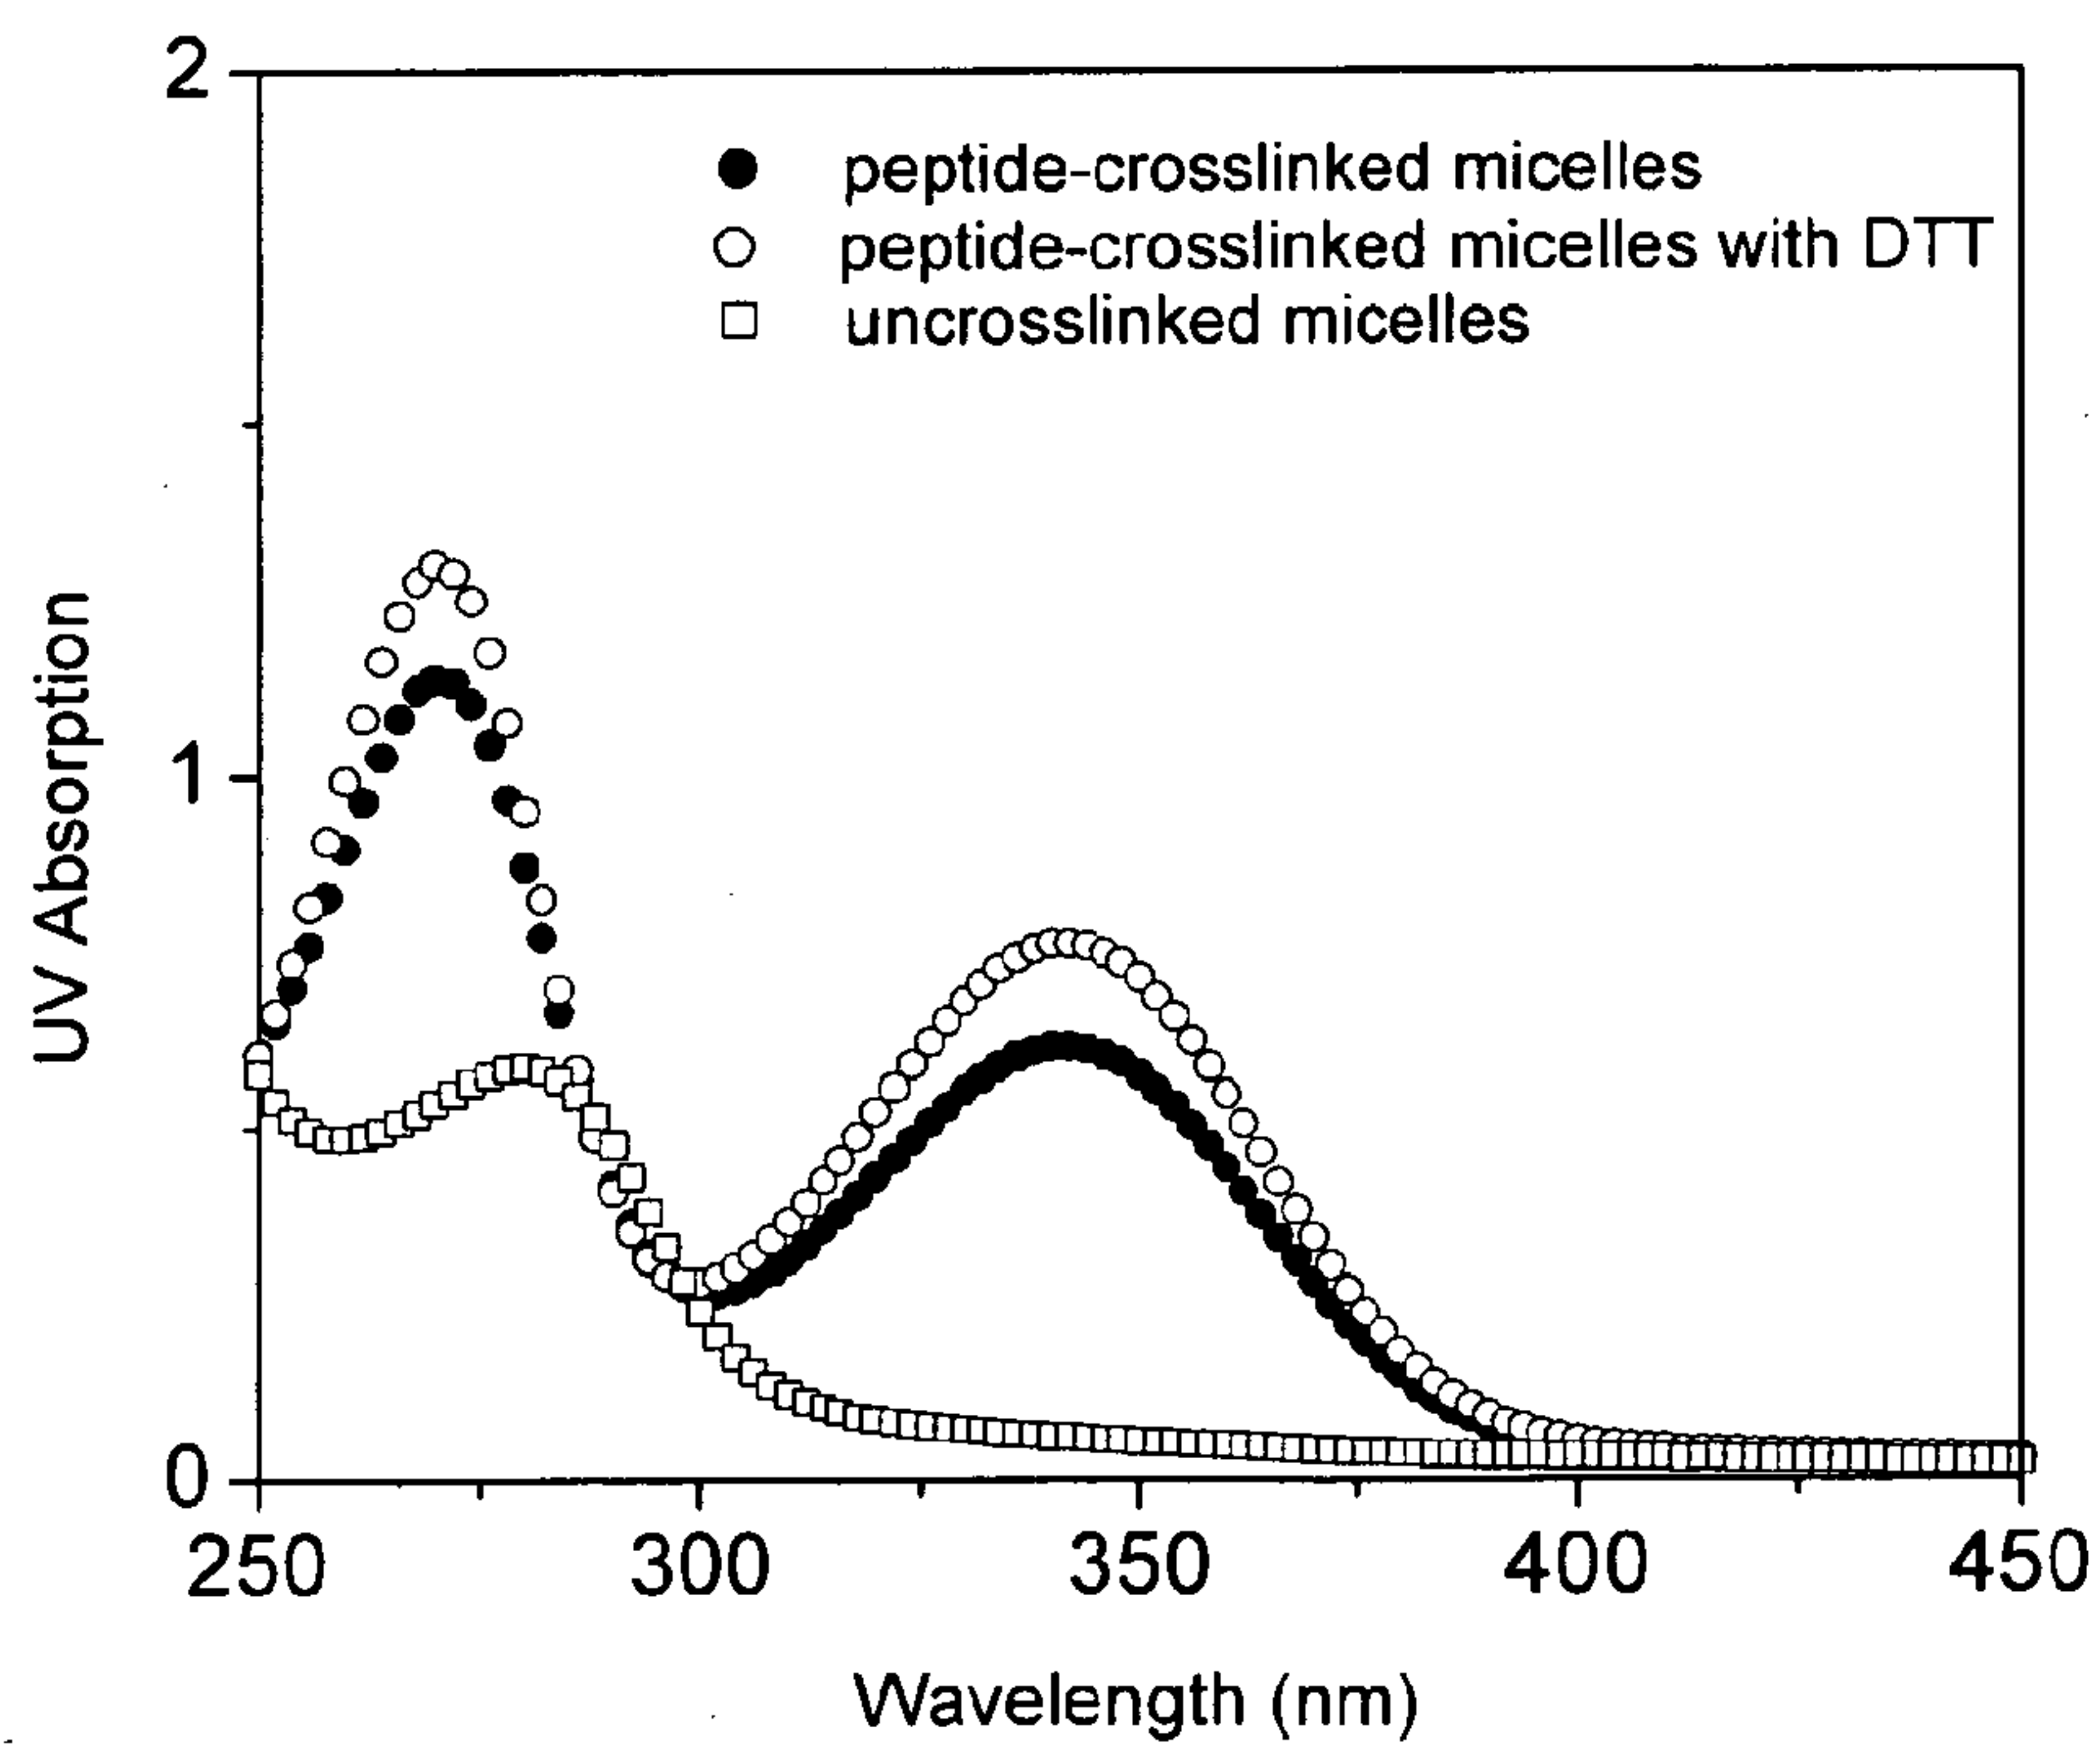 2
peptide-crosslinked micelles
peptide-crosslinked micelles with DTT
uncrosslinked micelles
UV Absorption
1
0
250 300 350 400 450
Wavelength (nm)